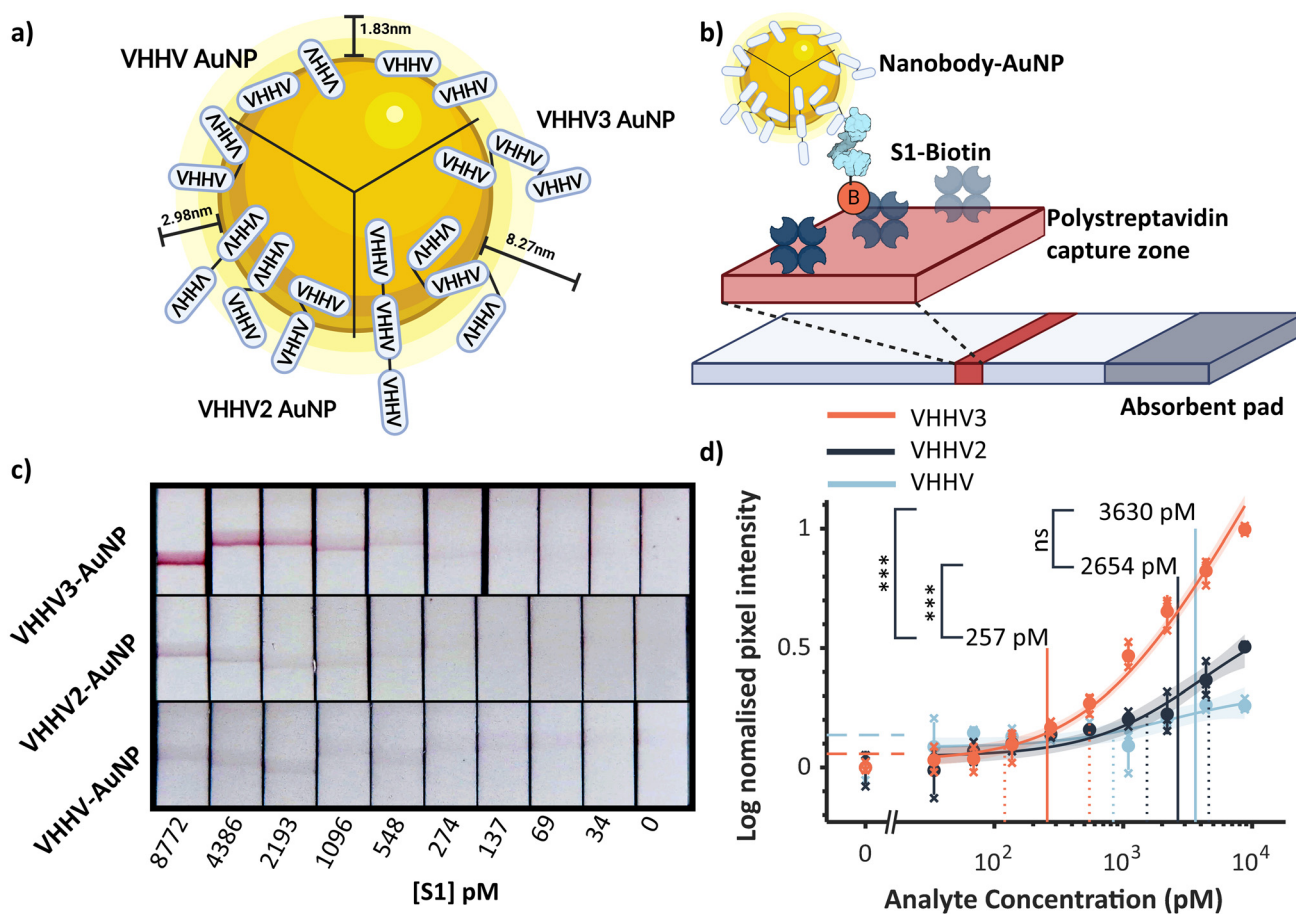 a)
1.83nm
VHHV AuNP
VHHV
VHHV
VHHV
VHHV
VHHV3 AuNP
VHHV
VHHV
VHHV
VHHV
VHHV
2.98nm
8.27nm
VHHV
VHHV
VHHV
VHHV
VHHV
VHHV
VHHV
VHHV
VHHV
VHHV
VHHV
VHHV
VHHV2 AuNP
b)
Nanobody-AuNP
S1-Biotin
B
Polystreptavidin
capture zone
Absorbent pad
c)
VHHV3-AuNP
VHHV2-AuNP
VHHV-AuNP
8772
4386
2193
1096
548
274
137
69
34
0
[S1] pM
d)
VHHV3
VHHV2
VHHV
Log nomalised pixel intensity
1
0.5
0
***
***
ns
3630 pM
2654 pM
257 pM
0
10²
10³
10⁴
Analyte Concentration (pM)